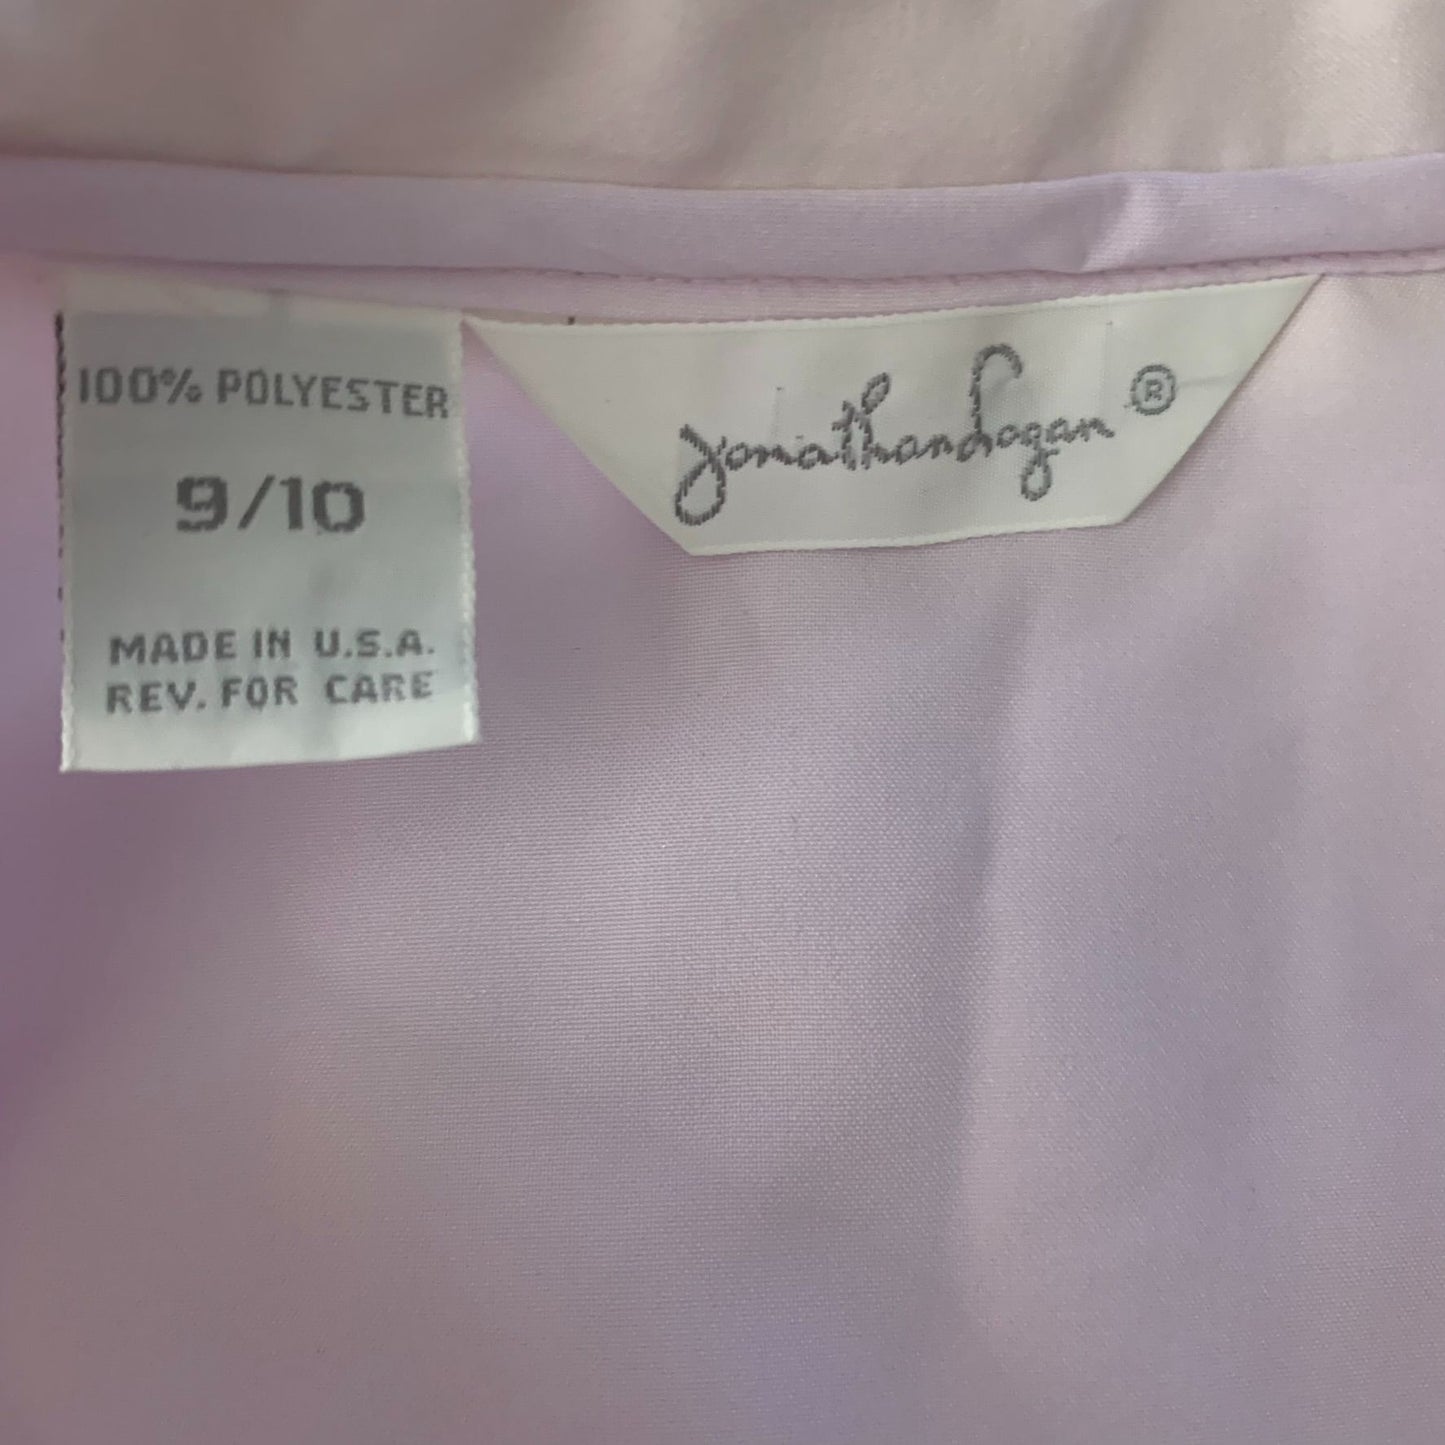 100% POLYESTER
9/10
MADE IN U.S.A.
REV. FOR CARE
Jonathan Logan ®